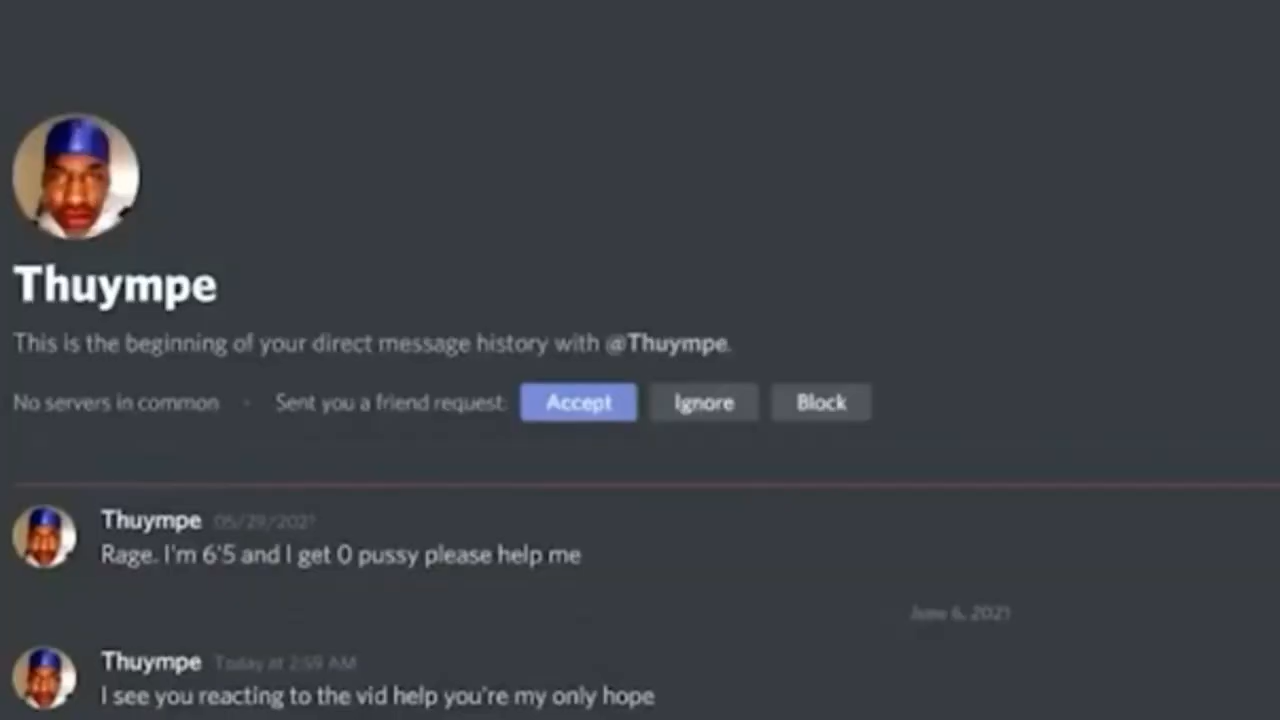 Thuympe
This is the beginning of your direct message history with @Thuympe.
No servers in common • Sent you a friend request: Accept Ignore Block
Thuympe 05/29/2021
Rage. I'm 6'5 and I get 0 pussy please help me
June 6, 2021
Thuympe Today at 2:59 AM
I see you reacting to the vid help you're my only hope